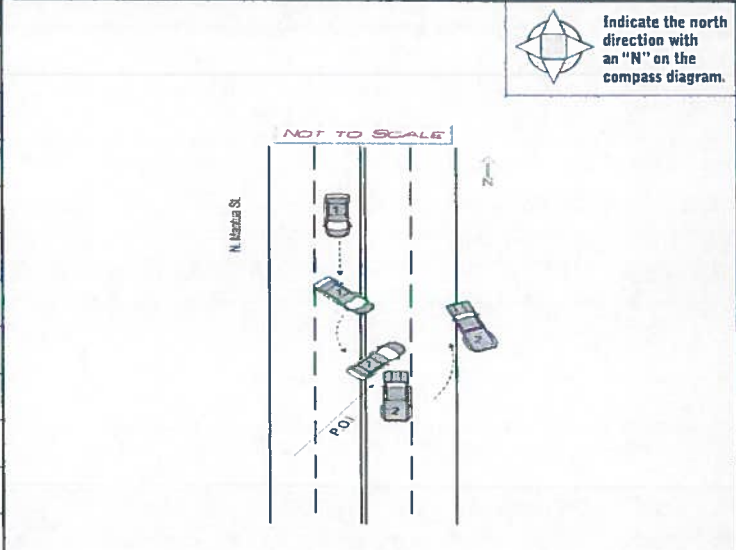 Indicate the north
direction with
an "N" on the
compass diagram.
NOT TO SCALE
N
N. Mantua St.
1
1
1
2
2
P.O.I